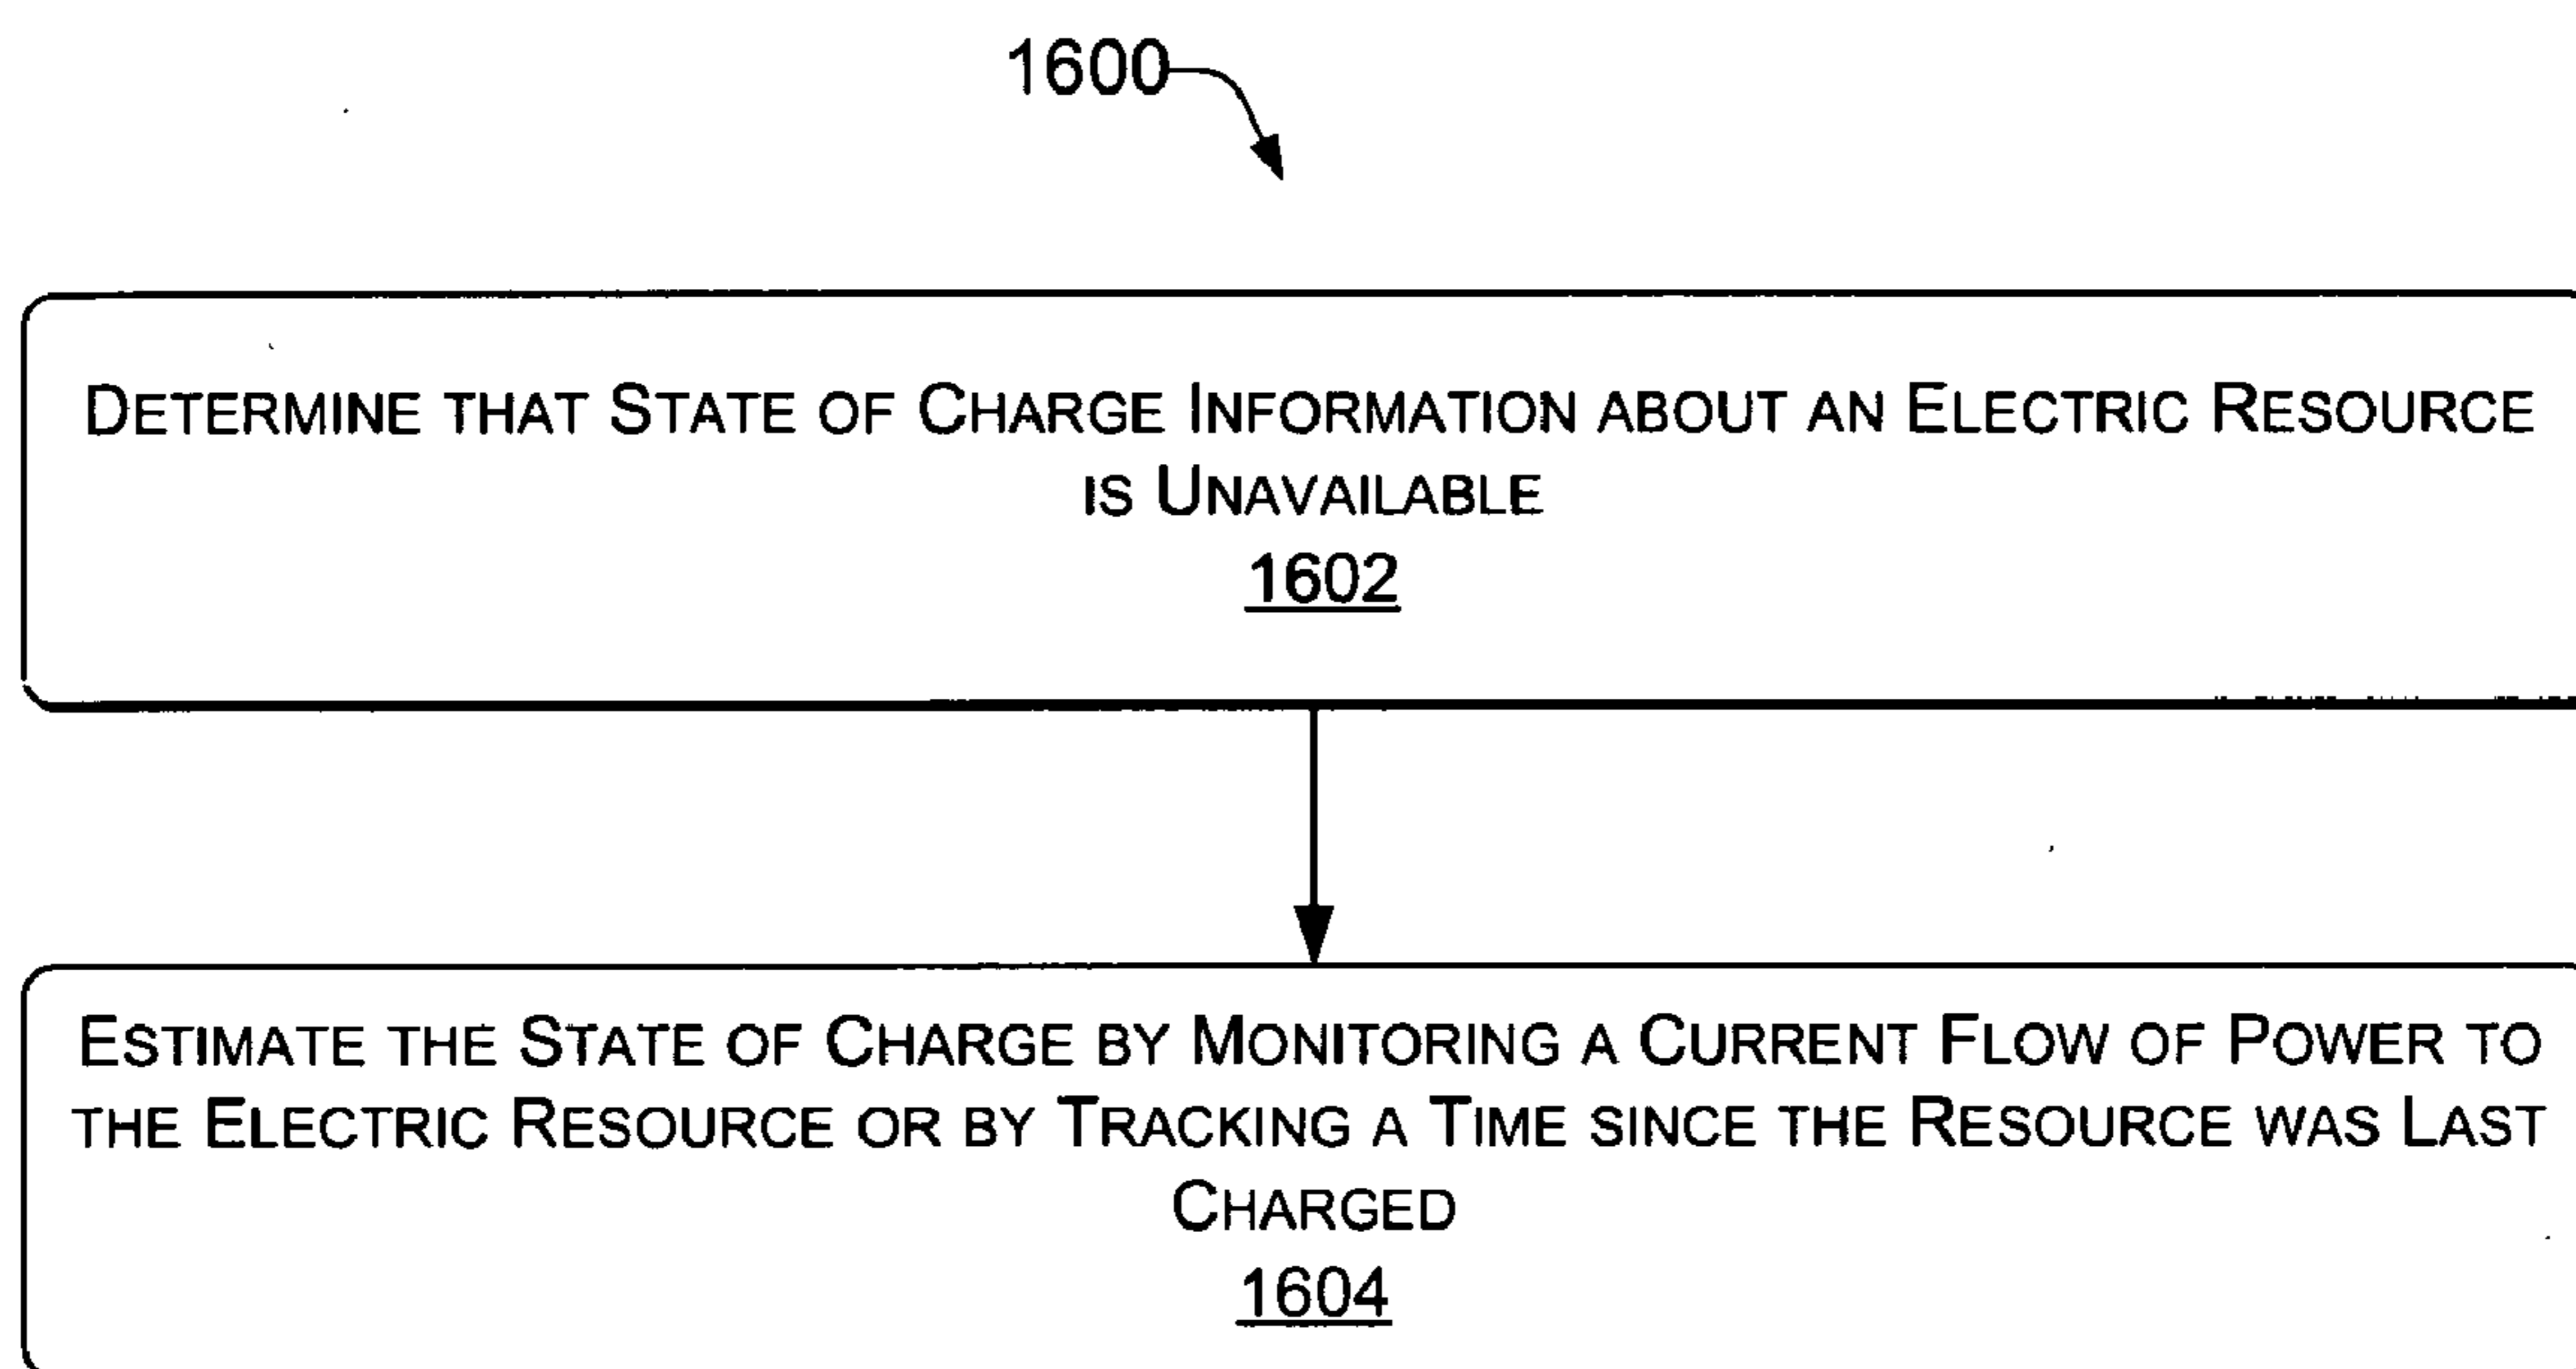 1600
DETERMINE THAT STATE OF CHARGE INFORMATION ABOUT AN ELECTRIC RESOURCE
IS UNAVAILABLE
1602
ESTIMATE THE STATE OF CHARGE BY MONITORING A CURRENT FLOW OF POWER TO
THE ELECTRIC RESOURCE OR BY TRACKING A TIME SINCE THE RESOURCE WAS LAST
CHARGED
1604